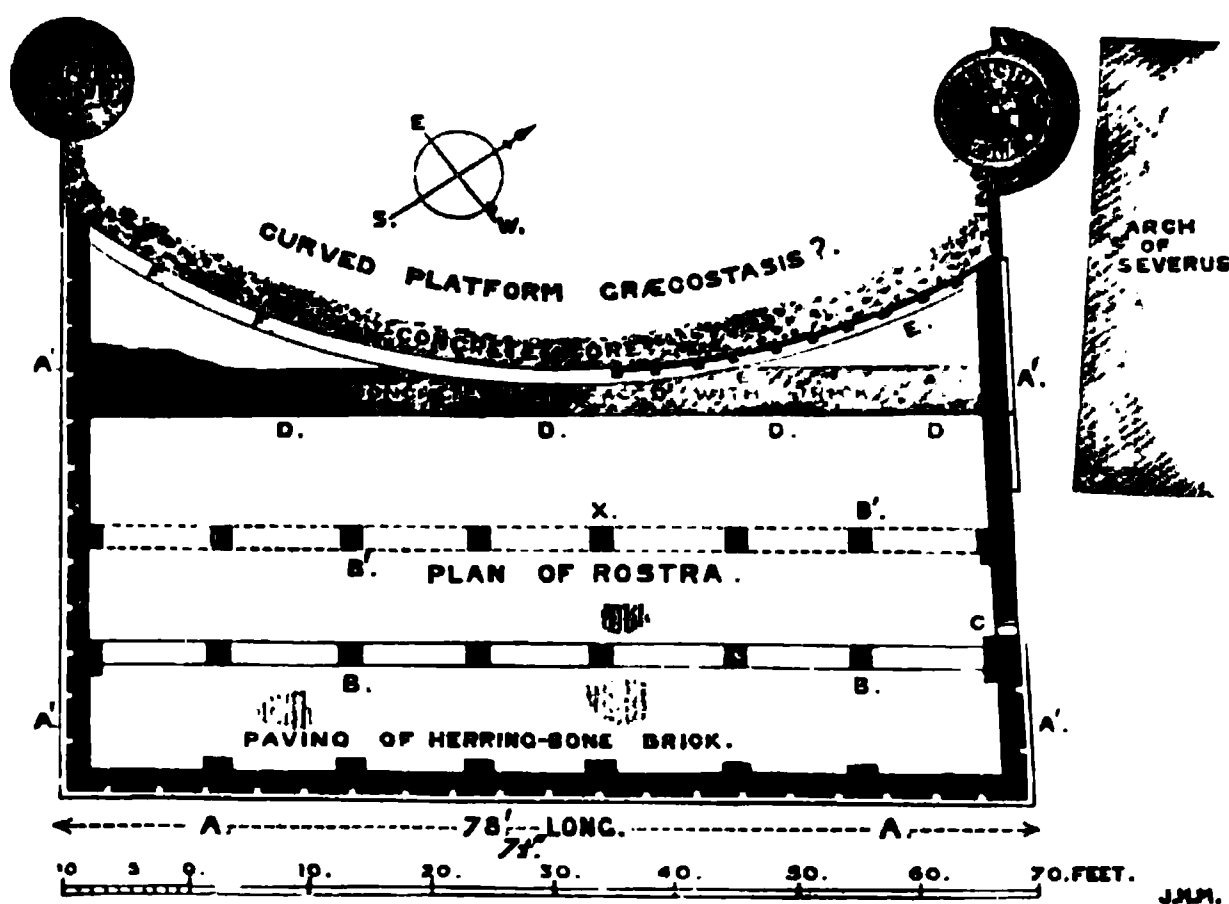 E
S.
W.
CURVED PLATFORM GRÆCOSTASIS?.
ARCH
OF
SEVERUS
CONCRETE CORE
E.
A'
A'.
WITH
D. D. D. D
X. B'.
B'. PLAN OF ROSTRA.
C
B. B.
A' A'.
PAVING OF HERRING-BONE BRICK.
A. 78' LONG. A.
10 5 0. 10. 20. 30. 40. 50. 60. 70. FEET.
J.H.M.